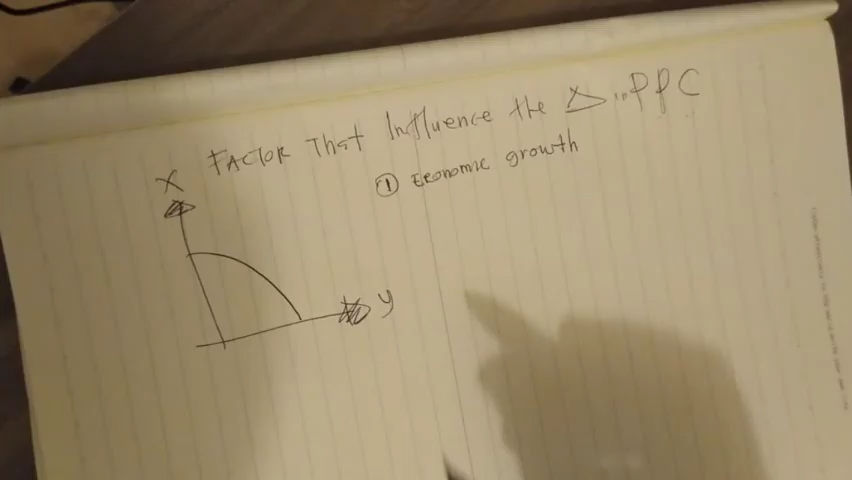 FACTOR That Influence the Δ in PPC
① Economic growth
X
y